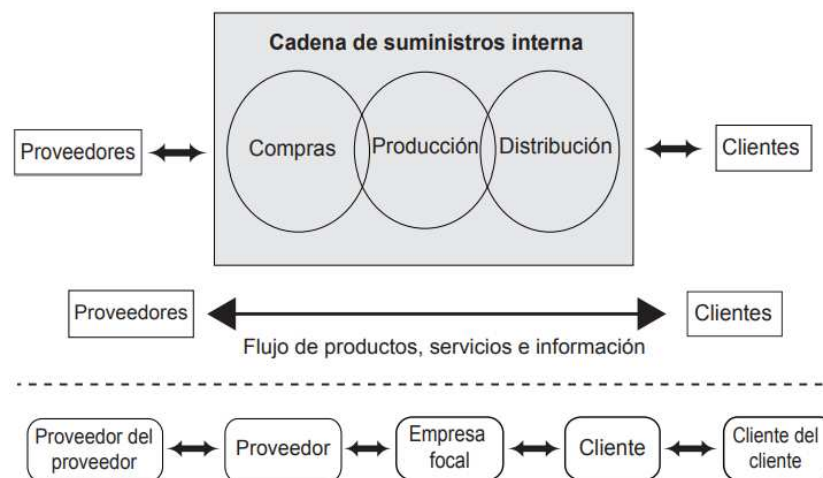 Cadena de suministros interna
Proveedores
Compras
Producción
Distribución
Clientes
Proveedores
Clientes
Flujo de productos, servicios e información
Proveedor del
proveedor
Proveedor
Empresa
focal
Cliente
Cliente del
cliente